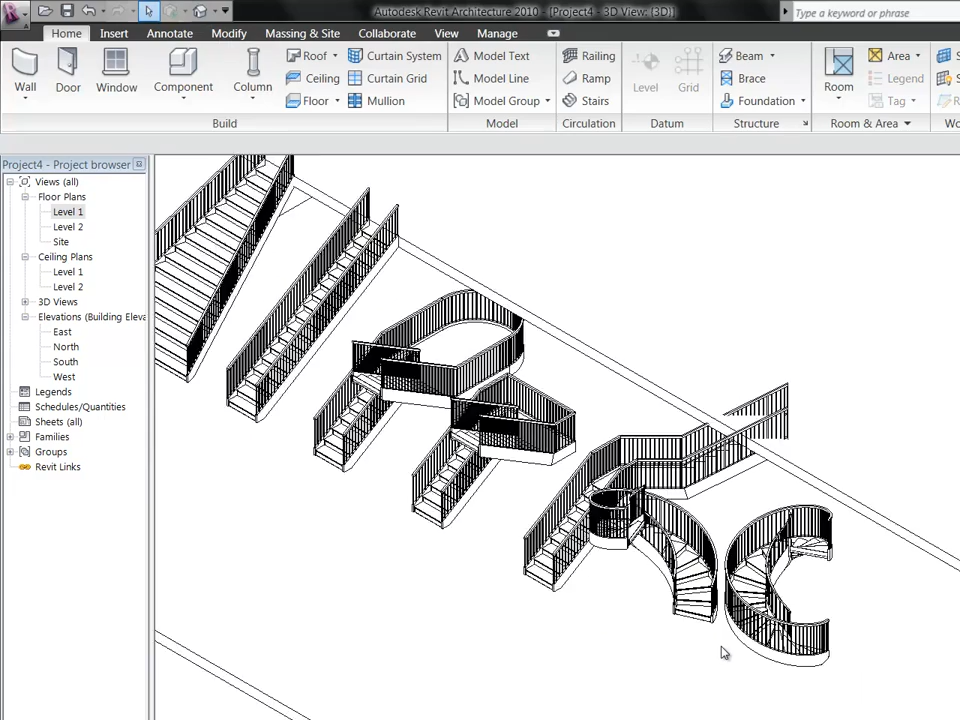 Autodesk Revit Architecture 2010 - [Project4 - 3D View: {3D}]
Type a keyword or phrase
Home Insert Annotate Modify Massing & Site Collaborate View Manage
Wall Door Window Component Column
Roof Curtain System
Ceiling Curtain Grid
Floor Mullion
Build
Model Text
Model Line
Model Group
Model
Railing
Ramp
Stairs
Circulation
Level Grid
Datum
Beam
Brace
Foundation
Structure
Room
Area
Legend
Tag
Room & Area
Project4 - Project browser
Views (all)
Floor Plans
Level 1
Level 2
Site
Ceiling Plans
Level 1
Level 2
3D Views
Elevations (Building Eleva
East
North
South
West
Legends
Schedules/Quantities
Sheets (all)
Families
Groups
Revit Links